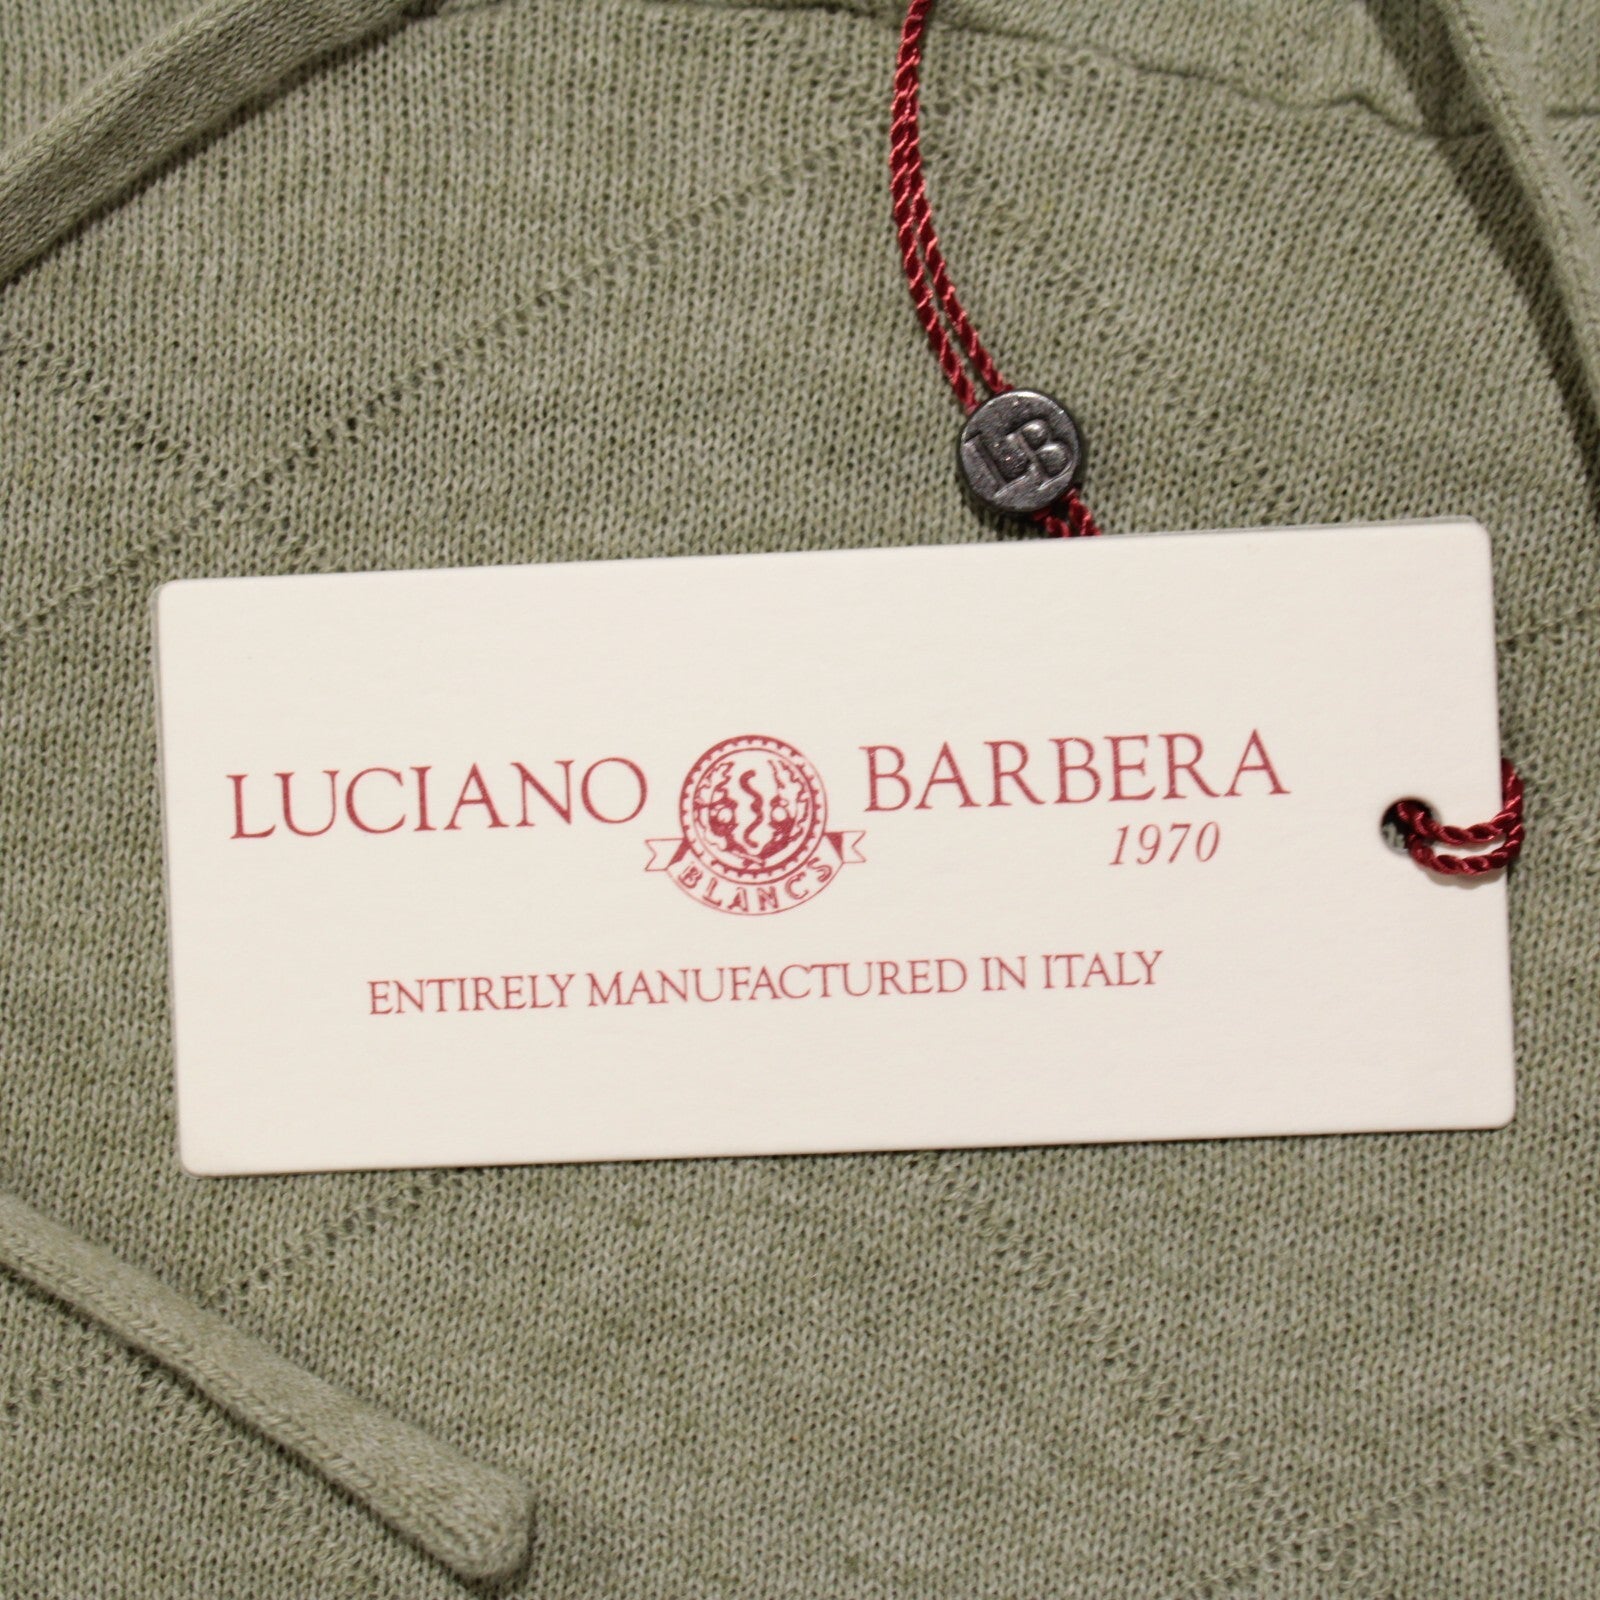 LB
LUCIANO BARBERA
1970
BLANCS
ENTIRELY MANUFACTURED IN ITALY